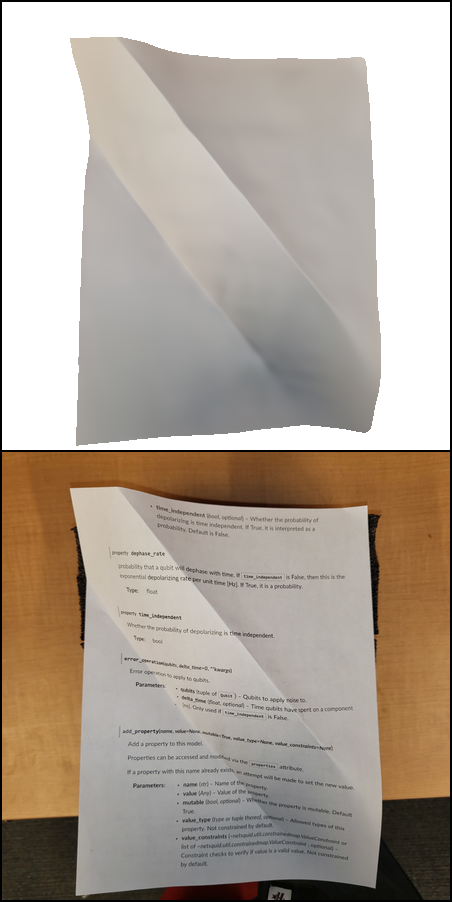 • time_independent (bool, optional) – Whether the probability of
depolarizing is time independent. If True, it is interpreted as a
probability. Default is False.
property dephase_rate
probability that a qubit will dephase with time. If time_independent is False, then this is the
exponential depolarizing rate per unit time [Hz]. If True, it is a probability.
Type: float
property time_independent
Whether the probability of depolarizing is time independent.
Type: bool
error_operation(qubits, delta_time=0, **kwargs)
Error operation to apply to qubits.
Parameters: • qubits (tuple of Qubit) – Qubits to apply noise to.
• delta_time (float, optional) – Time qubits have spent on a component
[ns]. Only used if time_independent is False.
add_property(name, value=None, mutable=True, value_type=None, value_constraints=None)
Add a property to this model.
Properties can be accessed and modified via the properties attribute.
If a property with this name already exists, an attempt will be made to set the new value
Parameters: • name (str) – Name of the property.
• value (Any) – Value of the property.
• mutable (bool, optional) – Whether the property is mutable. Default
True.
• value_type (type or tuple thereof, optional) – Allowed types of this
property. Not constrained by default.
• value_constraints (~netsquid.util.constrainedmap.ValueConstraint or
list of ~netsquid.util.constrainedmap.ValueConstraint, optional) –
Constraint checks to verify if value is a valid value. Not constrained
by default.